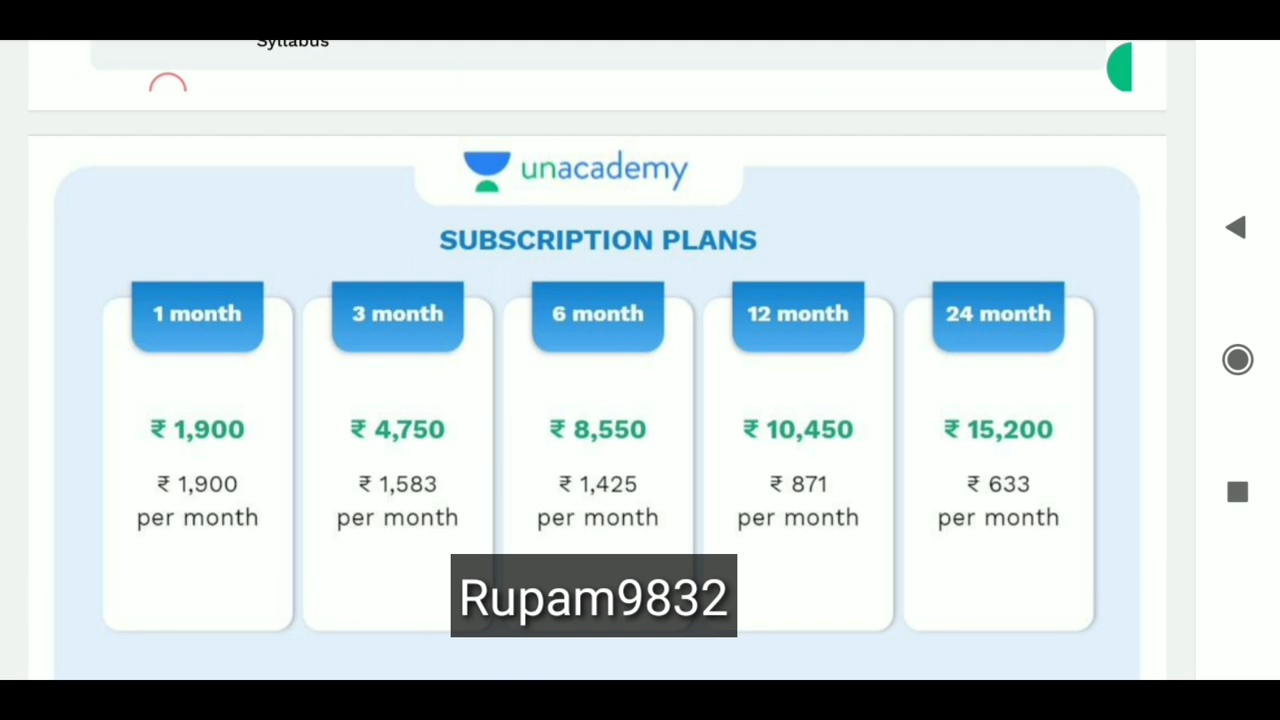 Syllabus
unacademy
SUBSCRIPTION PLANS
1 month
₹ 1,900
₹ 1,900
per month
3 month
₹ 4,750
₹ 1,583
per month
6 month
₹ 8,550
₹ 1,425
per month
12 month
₹ 10,450
₹ 871
per month
24 month
₹ 15,200
₹ 633
per month
Rupam9832